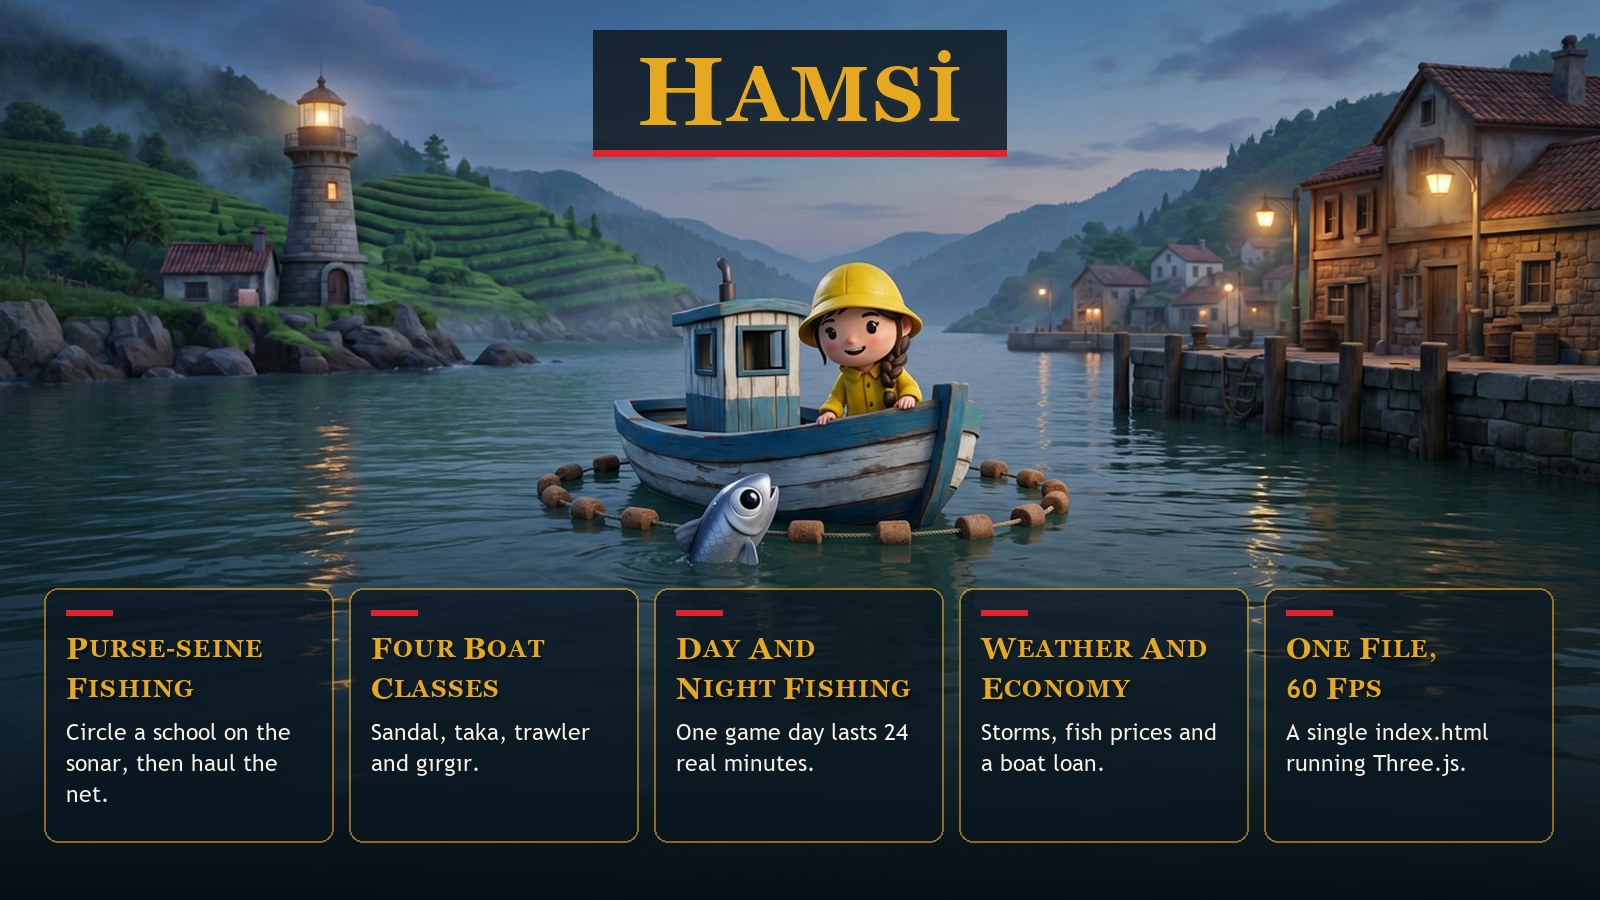 Hamsi
Purse-seine
Fishing
Circle a school on the
sonar, then haul the
net.
Four Boat
Classes
Sandal, taka, trawler
and gırgır.
Day And
Night Fishing
One game day lasts 24
real minutes.
Weather And
Economy
Storms, fish prices and
a boat loan.
One File,
60 Fps
A single index.html
running Three.js.